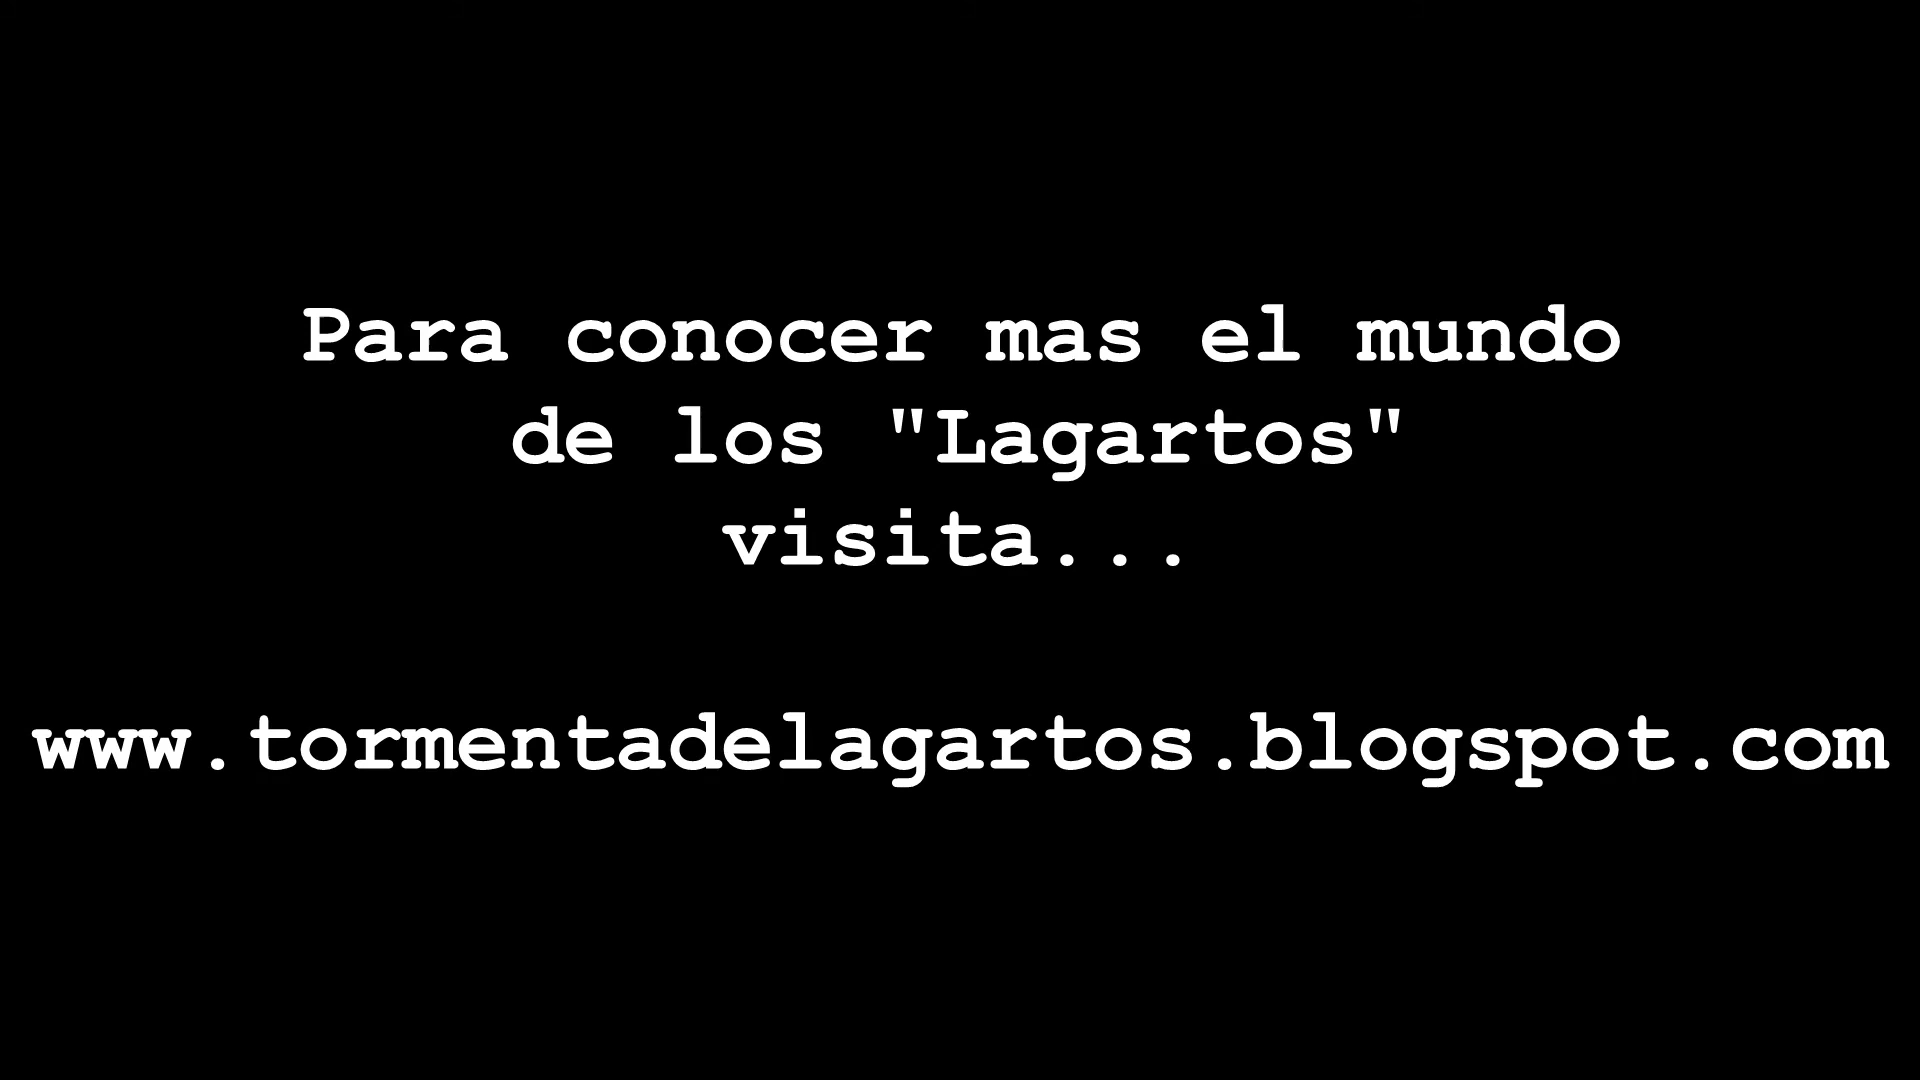 Para conocer mas el mundo
de los "Lagartos"
visita...
www.tormentadelagartos.blogspot.com